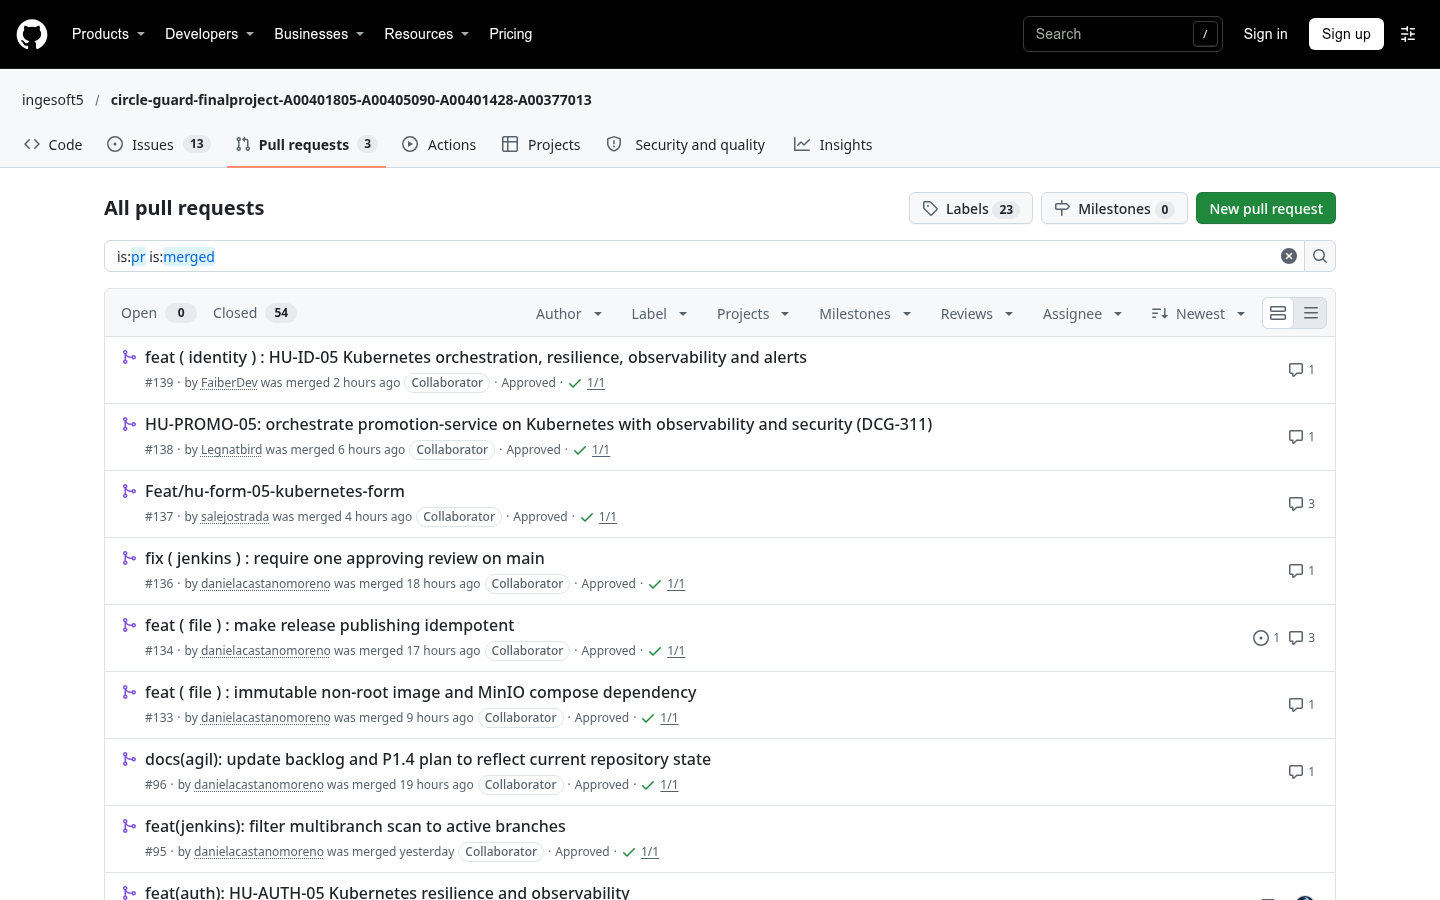 Products Developers Businesses Resources Pricing Search / Sign in Sign up
ingesoft5 / circle-guard-finalproject-A00401805-A00405090-A00401428-A00377013
Code Issues 13 Pull requests 3 Actions Projects Security and quality Insights
All pull requests Labels 23 Milestones 0 New pull request
is:pr is:merged
Open 0 Closed 54 Author Label Projects Milestones Reviews Assignee Newest
feat ( identity ) : HU-ID-05 Kubernetes orchestration, resilience, observability and alerts
#139 · by FaiberDev was merged 2 hours ago Collaborator · Approved · 1/1 1
HU-PROMO-05: orchestrate promotion-service on Kubernetes with observability and security (DCG-311)
#138 · by Legnatbird was merged 6 hours ago Collaborator · Approved · 1/1 1
Feat/hu-form-05-kubernetes-form
#137 · by salejostrada was merged 4 hours ago Collaborator · Approved · 1/1 3
fix ( jenkins ) : require one approving review on main
#136 · by danielacastanomoreno was merged 18 hours ago Collaborator · Approved · 1/1 1
feat ( file ) : make release publishing idempotent
#134 · by danielacastanomoreno was merged 17 hours ago Collaborator · Approved · 1/1 1 3
feat ( file ) : immutable non-root image and MinIO compose dependency
#133 · by danielacastanomoreno was merged 9 hours ago Collaborator · Approved · 1/1 1
docs(agil): update backlog and P1.4 plan to reflect current repository state
#96 · by danielacastanomoreno was merged 19 hours ago Collaborator · Approved · 1/1 1
feat(jenkins): filter multibranch scan to active branches
#95 · by danielacastanomoreno was merged yesterday Collaborator · Approved · 1/1
feat(auth): HU-AUTH-05 Kubernetes resilience and observability